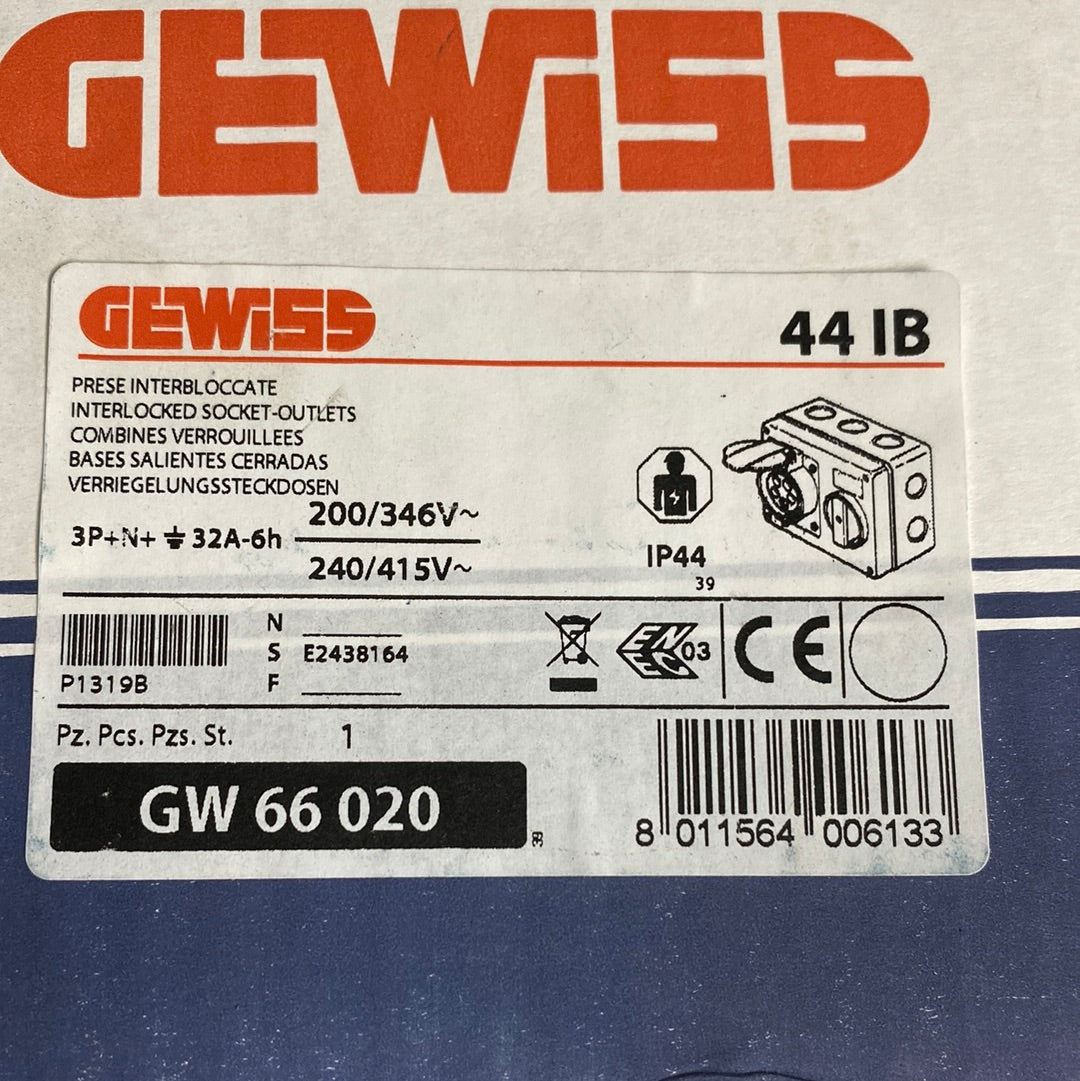 GEWISS
GEWISS
44 IB
PRESE INTERBLOCCATE
INTERLOCKED SOCKET-OUTLETS
COMBINES VERROUILLEES
BASES SALIENTES CERRADAS
VERRIEGELUNGSSTECKDOSEN
200/346V~
3P+N+⏚ 32A-6h
240/415V~
IP44
39
N
S E2438164
F
P1319B
EN EC 03
CE
Pz. Pcs. Pzs. St. 1
GW 66 020
8 011564 006133